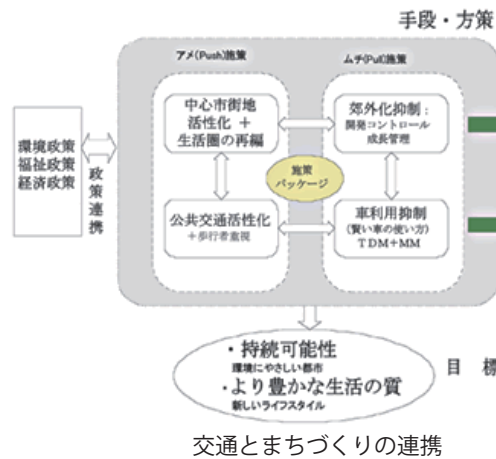 手段・方策
アメ(Push)施策
ムチ(Pull)施策
中心市街地
活性化 +
生活圏の再編
郊外化抑制：
開発コントロール
成長管理
環境政策
福祉政策
経済政策
政策連携
施策
パッケージ
公共交通活性化
+歩行者重視
車利用抑制
(賢い車の使い方)
TDM+MM
・持続可能性
環境にやさしい都市
・より豊かな生活の質
新しいライフスタイル
目 標
交通とまちづくりの連携